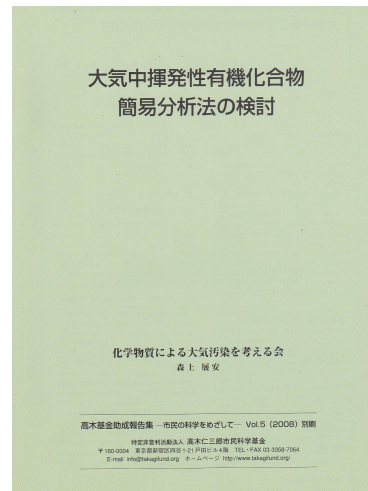 大気中揮発性有機化合物
簡易分析法の検討
化学物質による大気汚染を考える会
森上 展安
高木基金助成報告集 ―市民の科学をめざして― Vol.5 (2008) 別刷
特定非営利活動法人 高木仁三郎市民科学基金
〒160-0004 東京都新宿区四谷1-21戸田ビル4階 TEL・FAX 03-3358-7064
E-mail info@takagifund.org ホームページ http://www.takagifund.org/